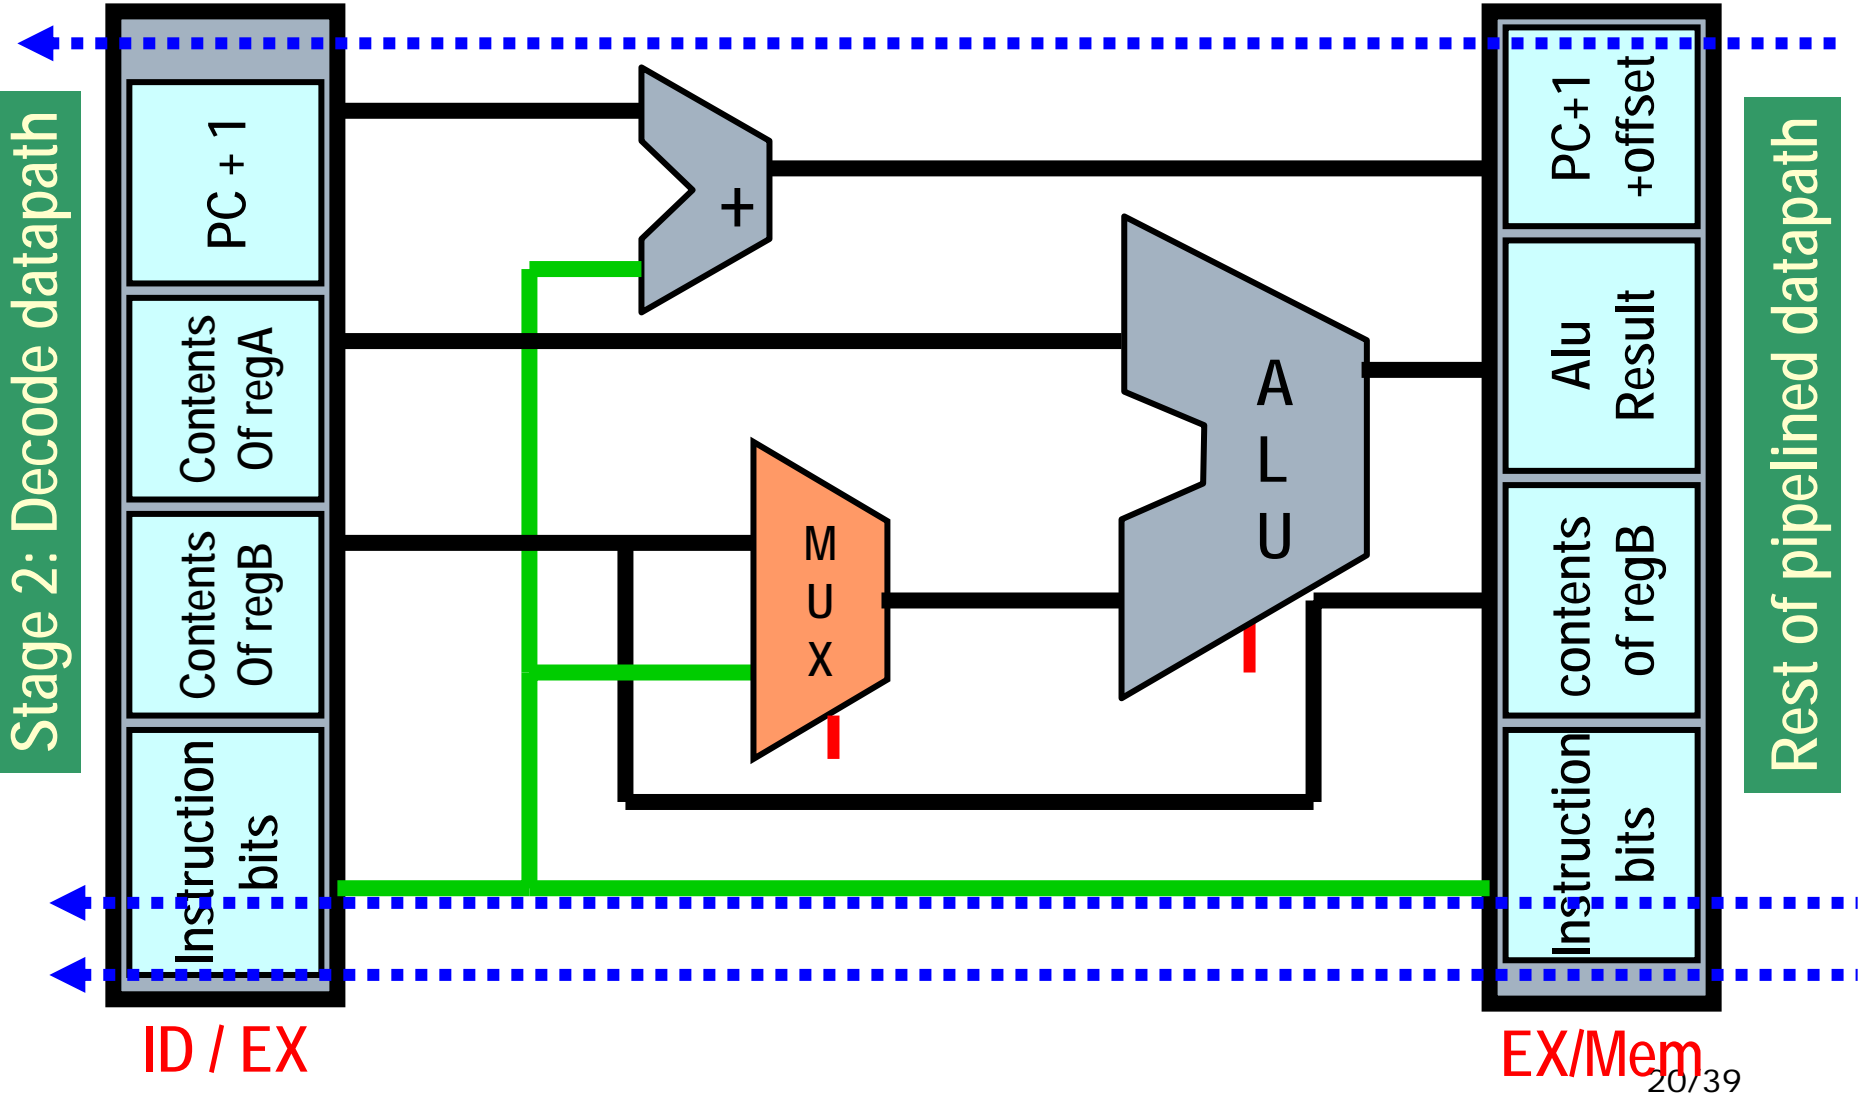 Stage 2: Decode datapath
PC + 1
Contents
Of regA
Contents
Of regB
Instruction
bits
ID / EX
+
M
U
X
A
L
U
PC+1
+offset
Alu
Result
contents
of regB
Instruction
bits
EX/Mem
Rest of pipelined datapath
20/39